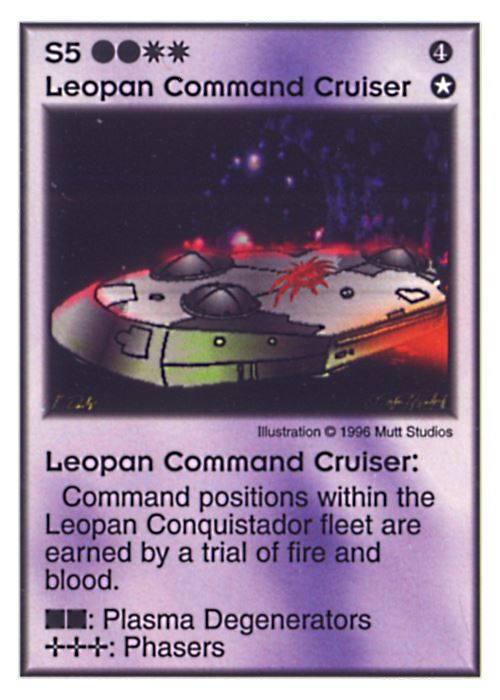 S5 ●●✷✷ ④
Leopan Command Cruiser ✪
Illustration © 1996 Mutt Studios
Leopan Command Cruiser:
Command positions within the
Leopan Conquistador fleet are
earned by a trial of fire and
blood.
■■: Plasma Degenerators
✛✛✛: Phasers